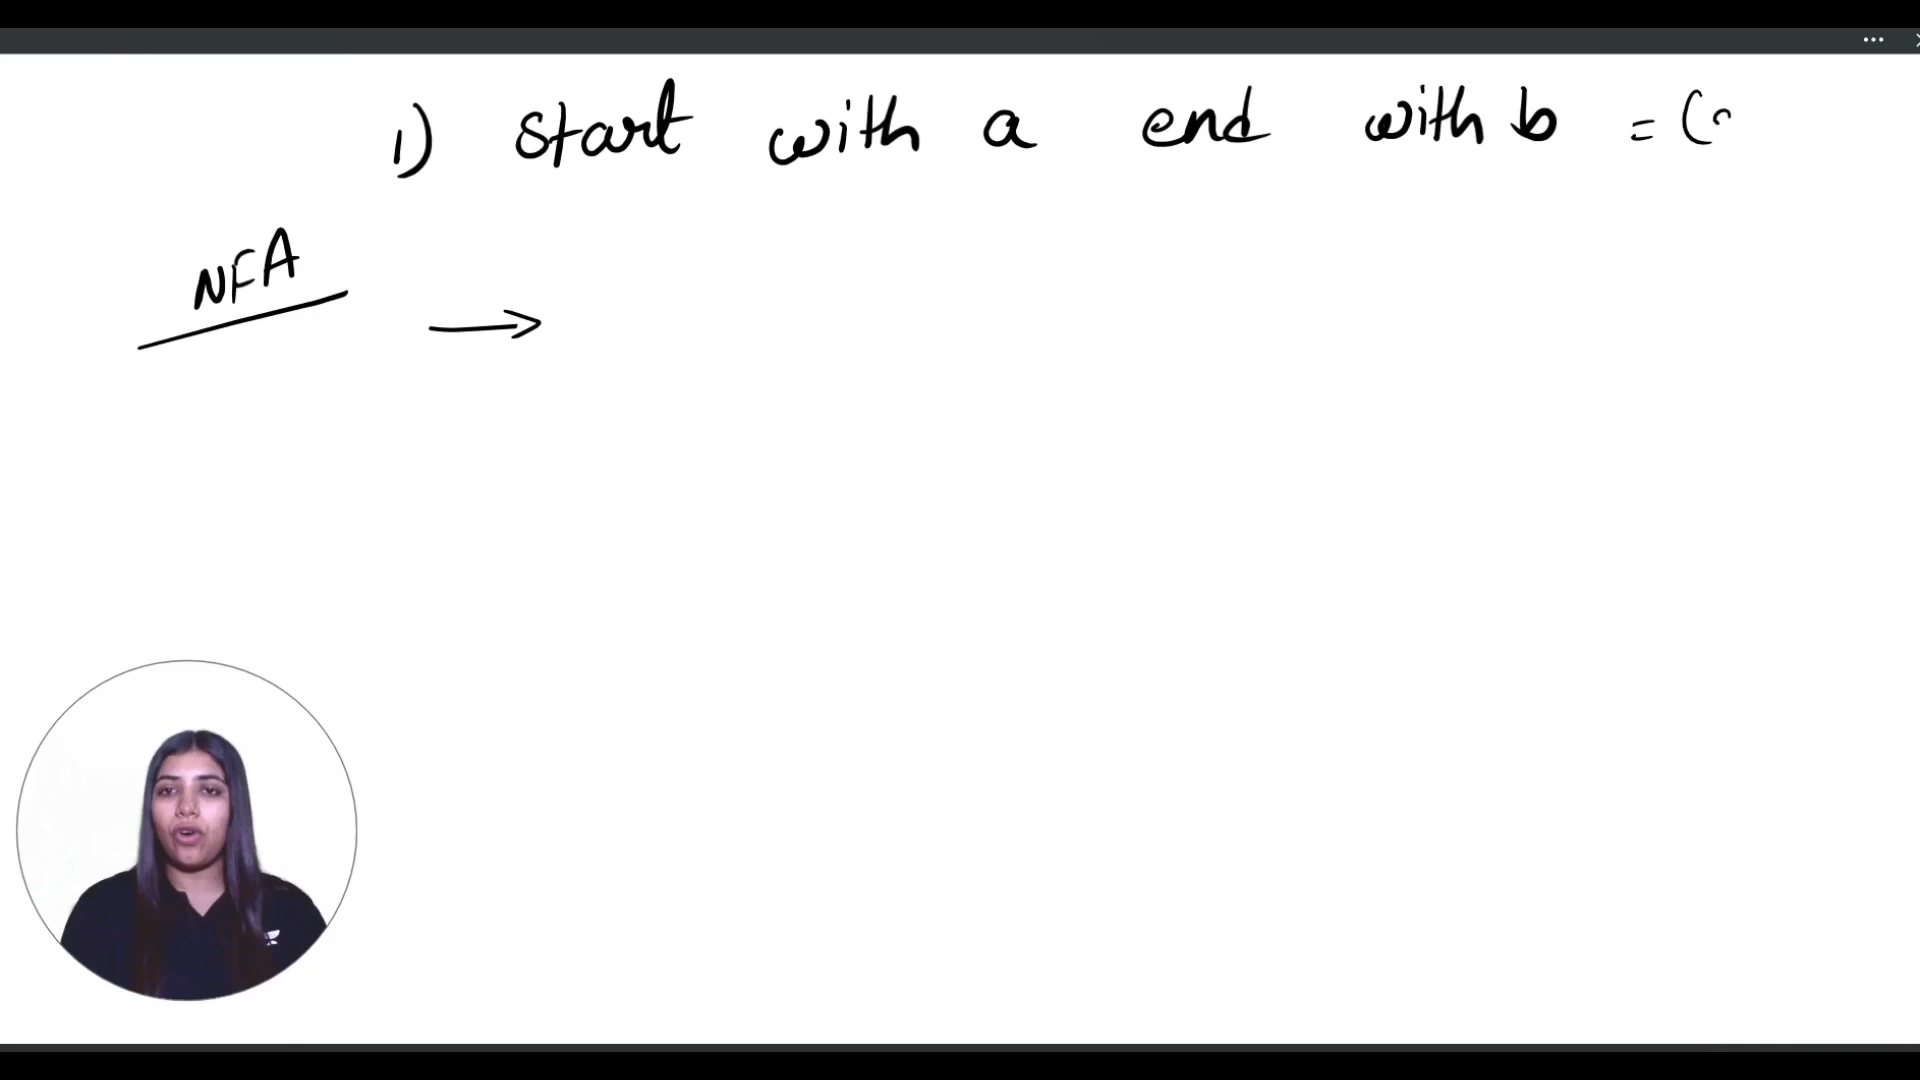 1) start with a end with b = (
NFA